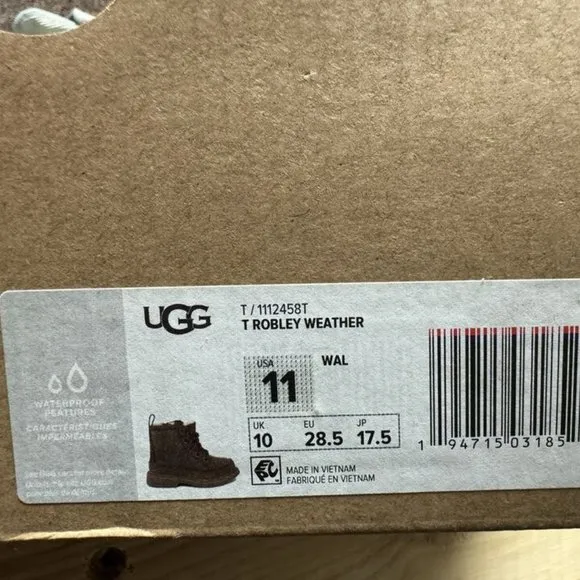 UGG
T / 1112458T
T ROBLEY WEATHER
USA
11
WAL
UK EU JP
10 28.5 17.5
MADE IN VIETNAM
FABRIQUÉ EN VIETNAM
WATERPROOF
FEATURES
CARACTÉRISTIQUES
IMPERMÉABLES
1 94715 03185